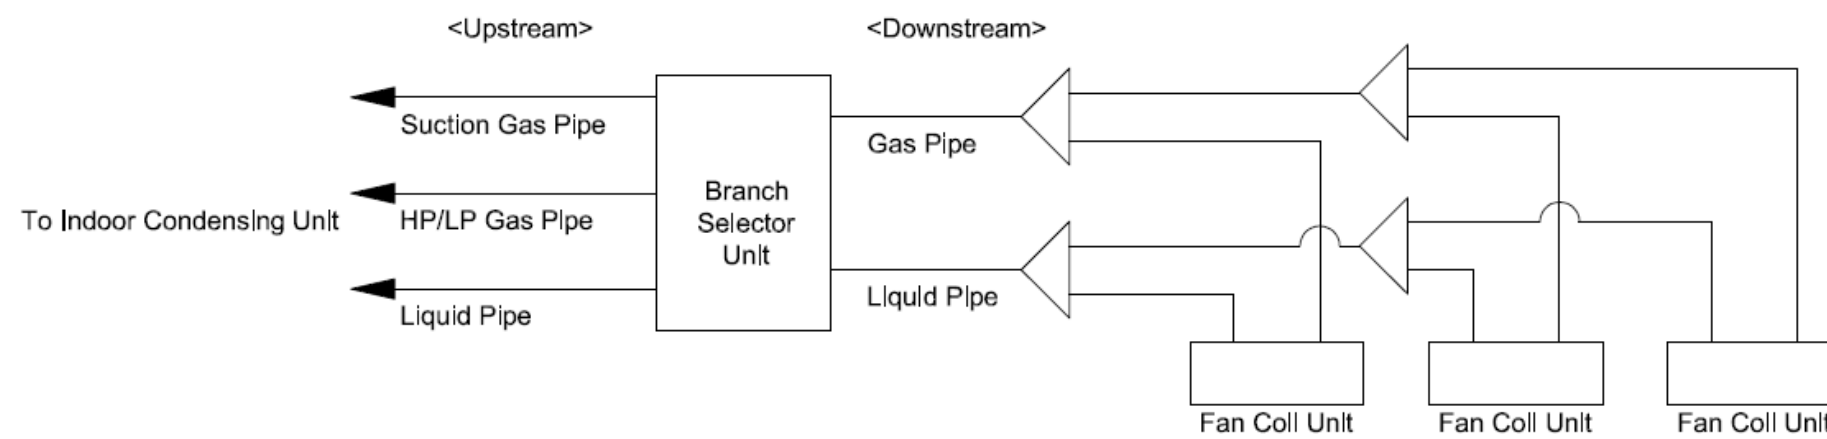 <Upstream>
<Downstream>
Suction Gas Pipe
Gas Pipe
Branch
Selector
Unit
To Indoor Condensing Unit
HP/LP Gas Pipe
Liquid Pipe
Liquid Pipe
Fan Coil Unit
Fan Coil Unit
Fan Coil Unit